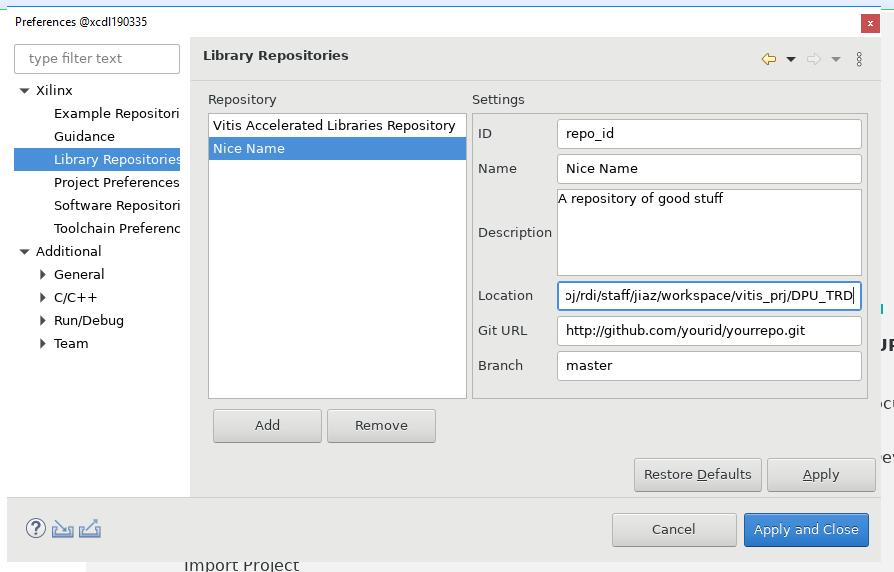 Preferences @xcdl190335
x
type filter text
Library Repositories
Xilinx
Example Repositori
Guidance
Library Repositories
Project Preferences
Software Repositori
Toolchain Preferenc
Additional
General
C/C++
Run/Debug
Team
Repository
Vitis Accelerated Libraries Repository
Nice Name
Settings
ID repo_id
Name Nice Name
Description A repository of good stuff
Location oj/rdi/staff/jiaz/workspace/vitis_prj/DPU_TRD
Git URL http://github.com/yourid/yourrepo.git
Branch master
Add Remove
Restore Defaults Apply
? Cancel Apply and Close
Import Project